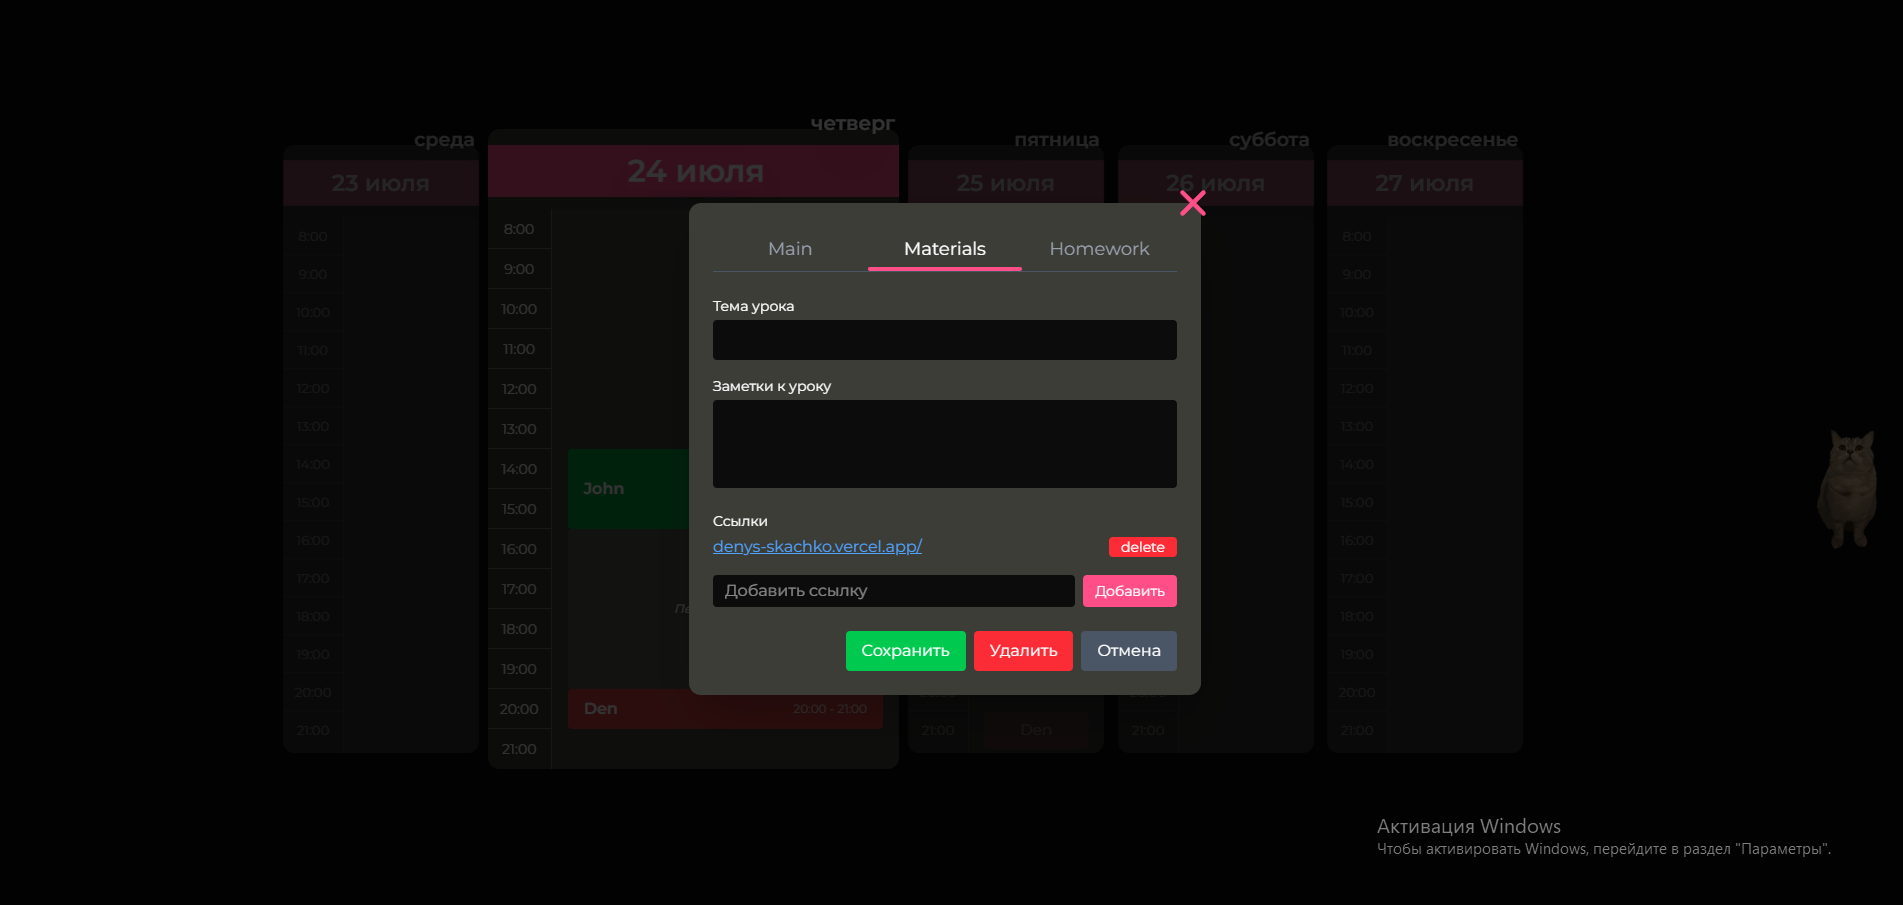 среда
четверг
пятница
суббота
воскресенье
23 июля
24 июля
25 июля
26 июля
27 июля
8:00
9:00
10:00
11:00
12:00
13:00
14:00
15:00
16:00
17:00
18:00
19:00
20:00
21:00
8:00
9:00
10:00
11:00
12:00
13:00
14:00
15:00
16:00
17:00
18:00
19:00
20:00
21:00
John
Den
20:00 - 21:00
Main
Materials
Homework
Тема урока
Заметки к уроку
Ссылки
denys-skachko.vercel.app/
delete
Добавить ссылку
Добавить
Сохранить
Удалить
Отмена
21:00
Den
21:00
8:00
9:00
10:00
11:00
12:00
13:00
14:00
15:00
16:00
17:00
18:00
19:00
20:00
21:00
Активация Windows
Чтобы активировать Windows, перейдите в раздел "Параметры".